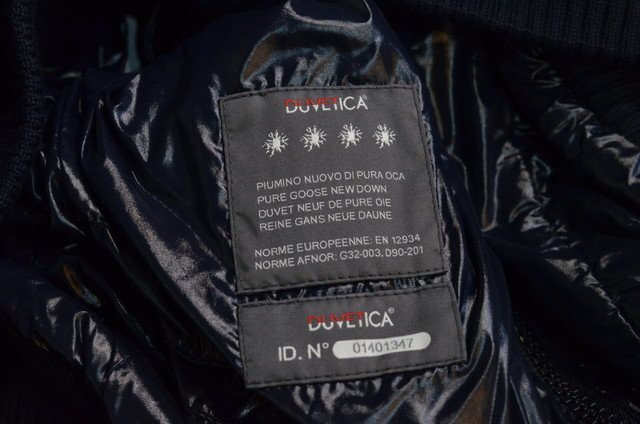 DUVETICA
PIUMINO NUOVO DI PURA OCA
PURE GOOSE NEW DOWN
DUVET NEUF DE PURE OIE
REINE GANS NEUE DAUNE
NORME EUROPEENNE: EN 12934
NORME AFNOR: G32-003, D90-201
DUVETICA®
ID. N° 01401347